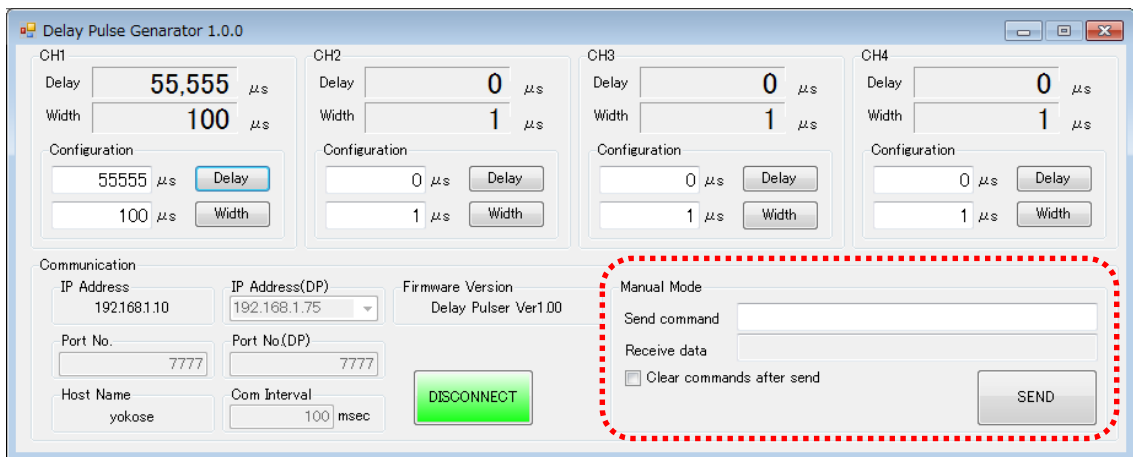 Delay Pulse Genarator 1.0.0
CH1
Delay 55,555 μs
Width 100 μs
Configuration
55555 μs Delay
100 μs Width
CH2
Delay 0 μs
Width 1 μs
Configuration
0 μs Delay
1 μs Width
CH3
Delay 0 μs
Width 1 μs
Configuration
0 μs Delay
1 μs Width
CH4
Delay 0 μs
Width 1 μs
Configuration
0 μs Delay
1 μs Width
Communication
IP Address
192.168.1.10
IP Address(DP)
192.168.1.75
Firmware Version
Delay Pulser Ver1.00
Port No.
7777
Port No.(DP)
7777
Host Name
yokose
Com Interval
100 msec
DISCONNECT
Manual Mode
Send command
Receive data
Clear commands after send
SEND